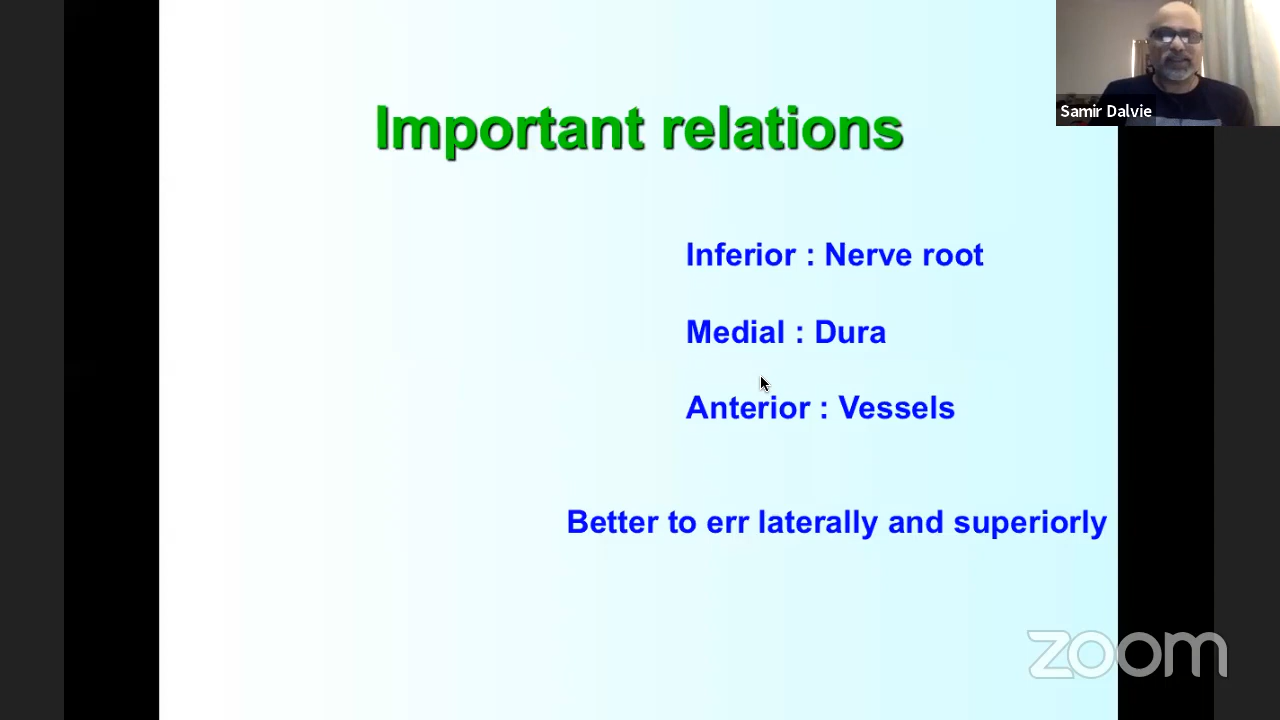 Samir Dalvie
Important relations
Inferior : Nerve root
Medial : Dura
Anterior : Vessels
Better to err laterally and superiorly
zoom